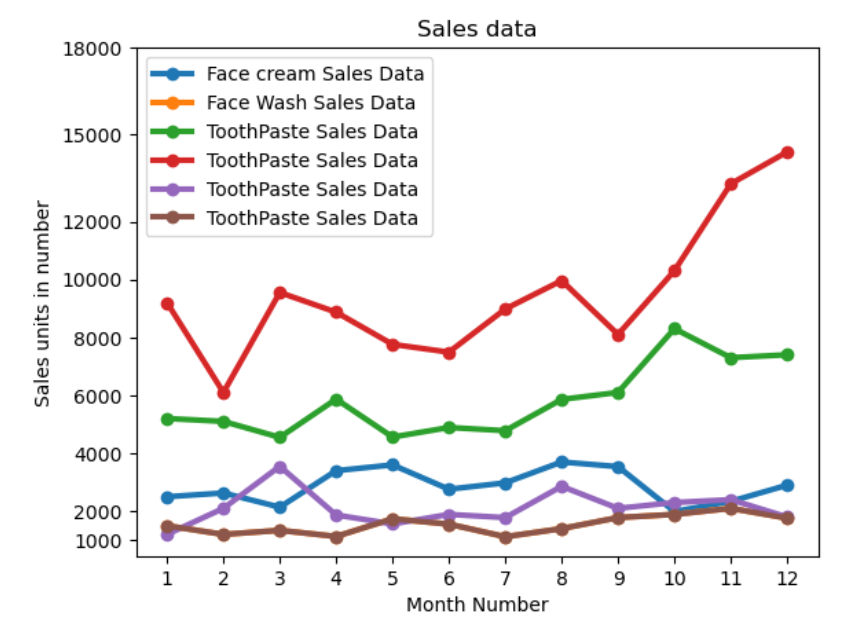 Sales data
18000
15000
12000
10000
8000
6000
4000
2000
1000
Sales units in number
Face cream Sales Data
Face Wash Sales Data
ToothPaste Sales Data
ToothPaste Sales Data
ToothPaste Sales Data
ToothPaste Sales Data
1 2 3 4 5 6 7 8 9 10 11 12
Month Number